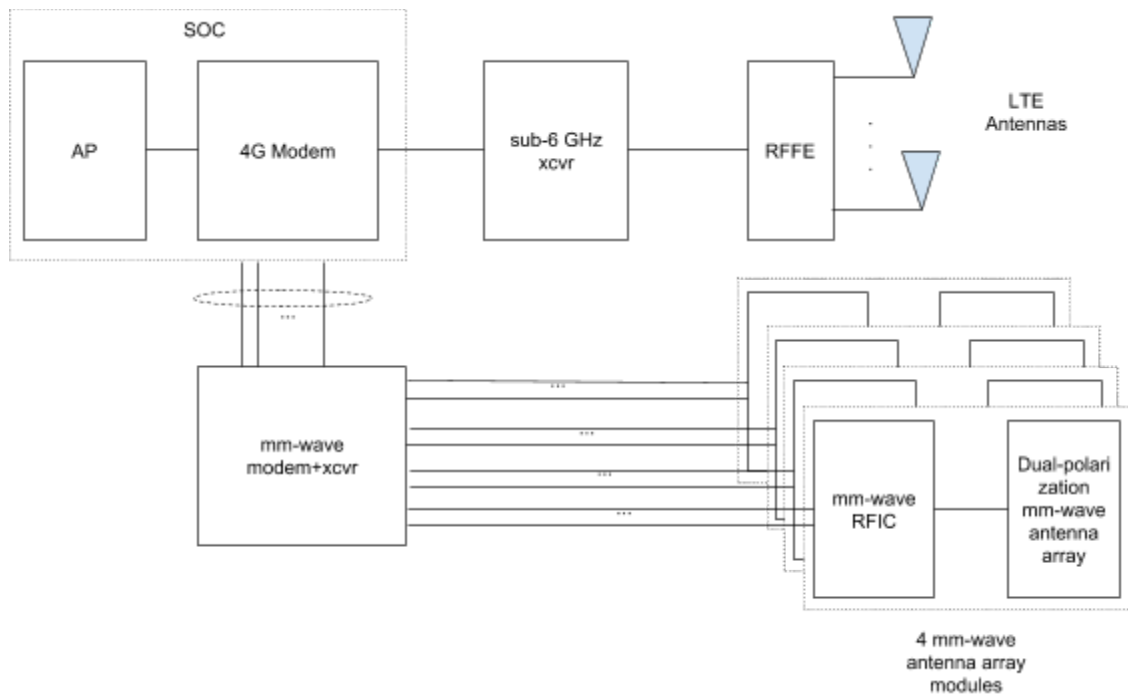 SOC
AP
4G Modem
sub-6 GHz
xcvr
RFFE
LTE
Antennas
.
.
.
...
mm-wave
modem+xcvr
...
...
...
...
mm-wave
RFIC
Dual-polari
zation
mm-wave
antenna
array
4 mm-wave
antenna array
modules